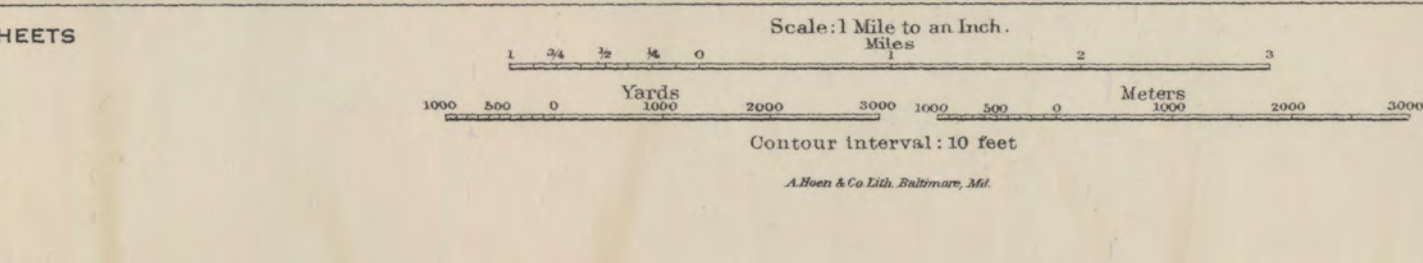 HEETS
Scale:1 Mile to an Inch.
Miles
1 3/4 1/2 1/4 0 1 2 3
Yards
1000 500 0 1000 2000 3000
Meters
1000 500 0 1000 2000 3000
Contour interval: 10 feet
A.Hoen & Co. Lith. Baltimore, Md.